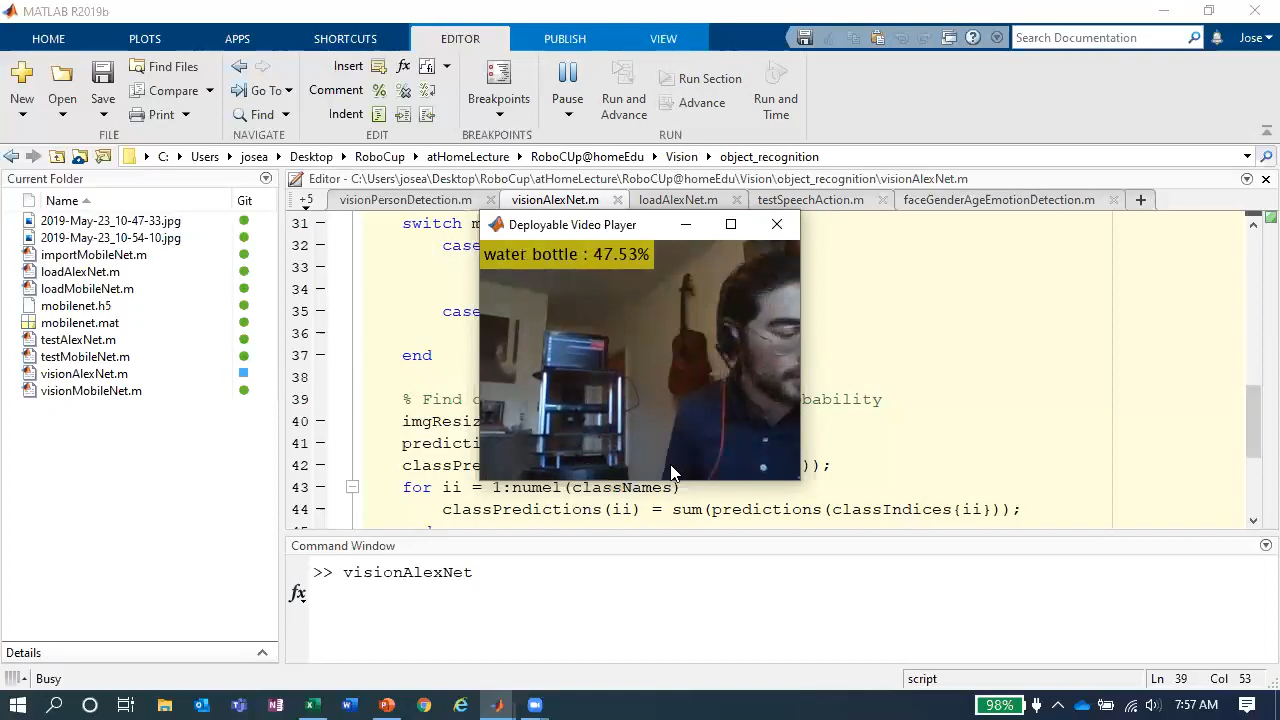 MATLAB R2019b
HOME PLOTS APPS SHORTCUTS EDITOR PUBLISH VIEW Search Documentation Jose
New Open Save Find Files Compare Print
Go To Find
Insert Comment Indent
Breakpoints Pause Run and Advance Run Section Advance Run and Time
FILE NAVIGATE EDIT BREAKPOINTS RUN
C: Users josea Desktop RoboCup atHomeLecture RoboCUp@homeEdu Vision object_recognition
Current Folder
Editor - C:\Users\josea\Desktop\RoboCup\atHomeLecture\RoboCUp@homeEdu\Vision\object_recognition\visionAlexNet.m
Name Git
+5 visionPersonDetection.m visionAlexNet.m loadAlexNet.m testSpeechAction.m faceGenderAgeEmotionDetection.m
2019-May-23_10-47-33.jpg
2019-May-23_10-54-10.jpg
importMobileNet.m
loadAlexNet.m
loadMobileNet.m
mobilenet.h5
mobilenet.mat
testAlexNet.m
testMobileNet.m
visionAlexNet.m
visionMobileNet.m
Details
Deployable Video Player
water bottle : 47.53%
31 switch
32 case
33
34
35 case
36
37 end
38
39 % Find
40
41
42 ));
43 for ii = 1:numel(classNames)
44 classPredictions(ii) = sum(predictions(classIndices{ii}));
Command Window
>> visionAlexNet
fx
Busy script Ln 39 Col 53
98% 7:57 AM